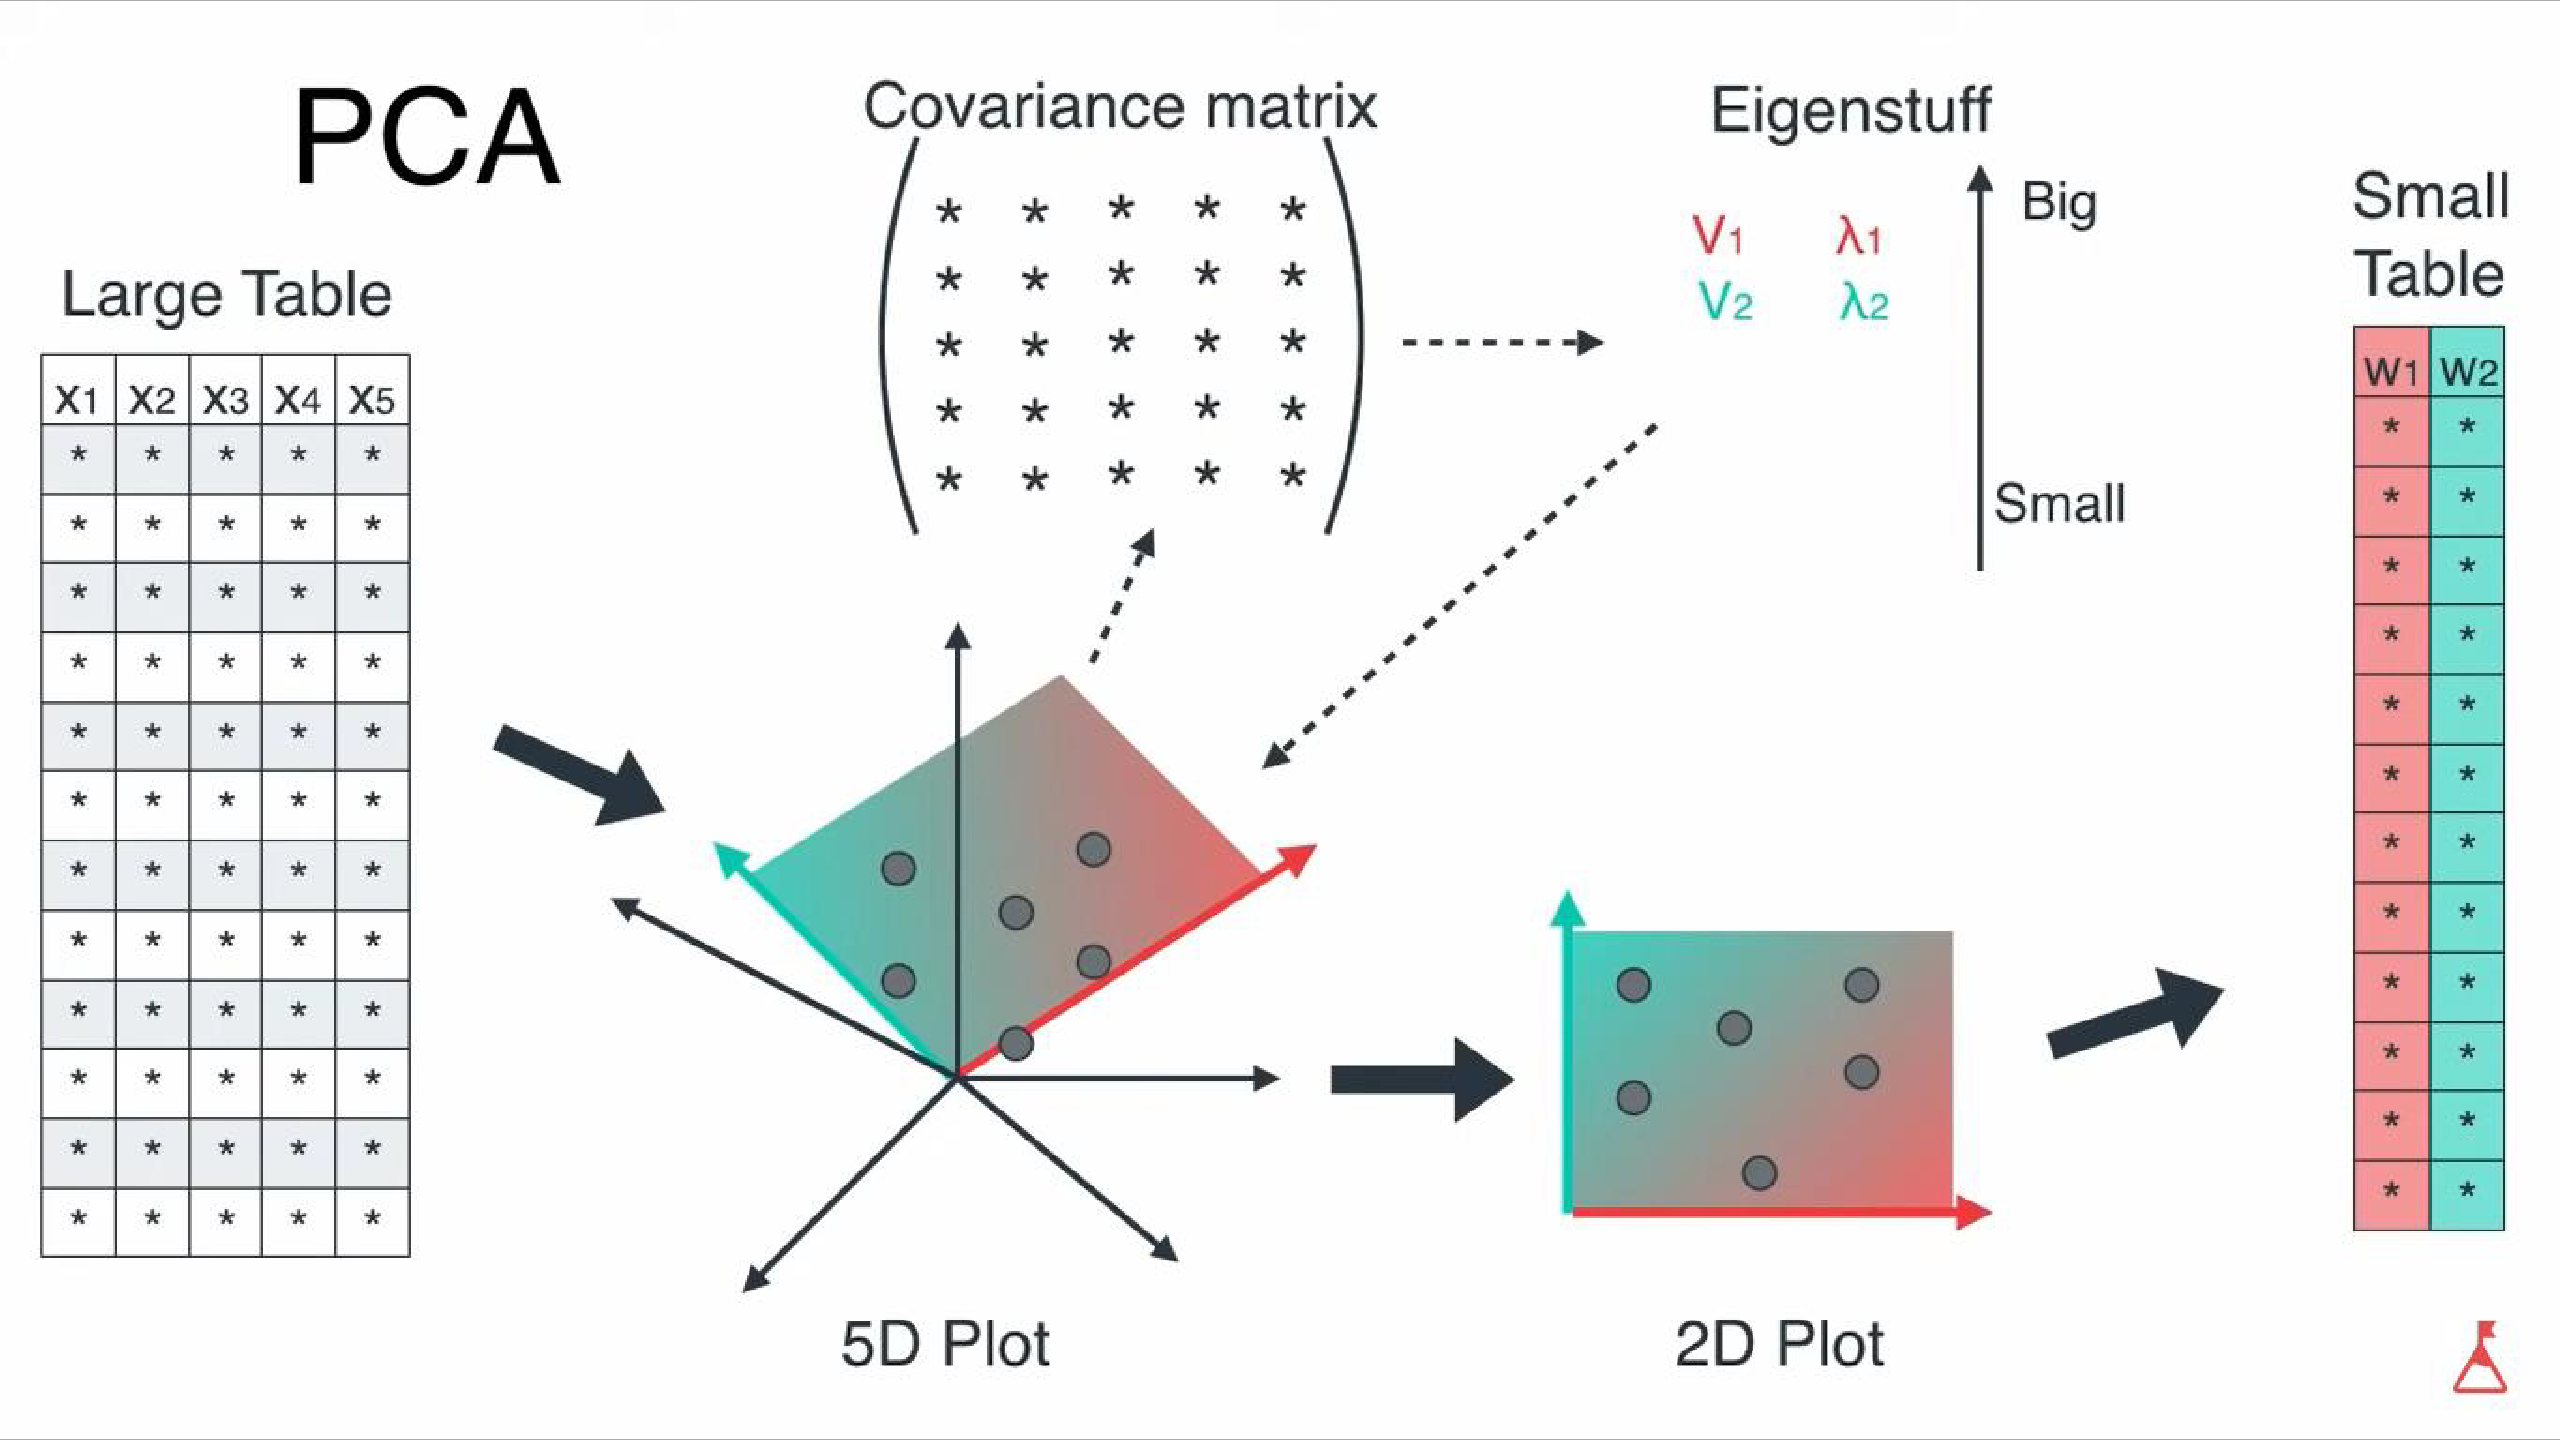 PCA
Covariance matrix
* * * * *
* * * * *
* * * * *
* * * * *
* * * * *
Eigenstuff
V1 λ1
V2 λ2
Big
Small
Large Table
X1 X2 X3 X4 X5
* * * * *
* * * * *
* * * * *
* * * * *
* * * * *
* * * * *
* * * * *
* * * * *
* * * * *
* * * * *
* * * * *
* * * * *
5D Plot
2D Plot
Small
Table
W1 W2
* *
* *
* *
* *
* *
* *
* *
* *
* *
* *
* *
* *